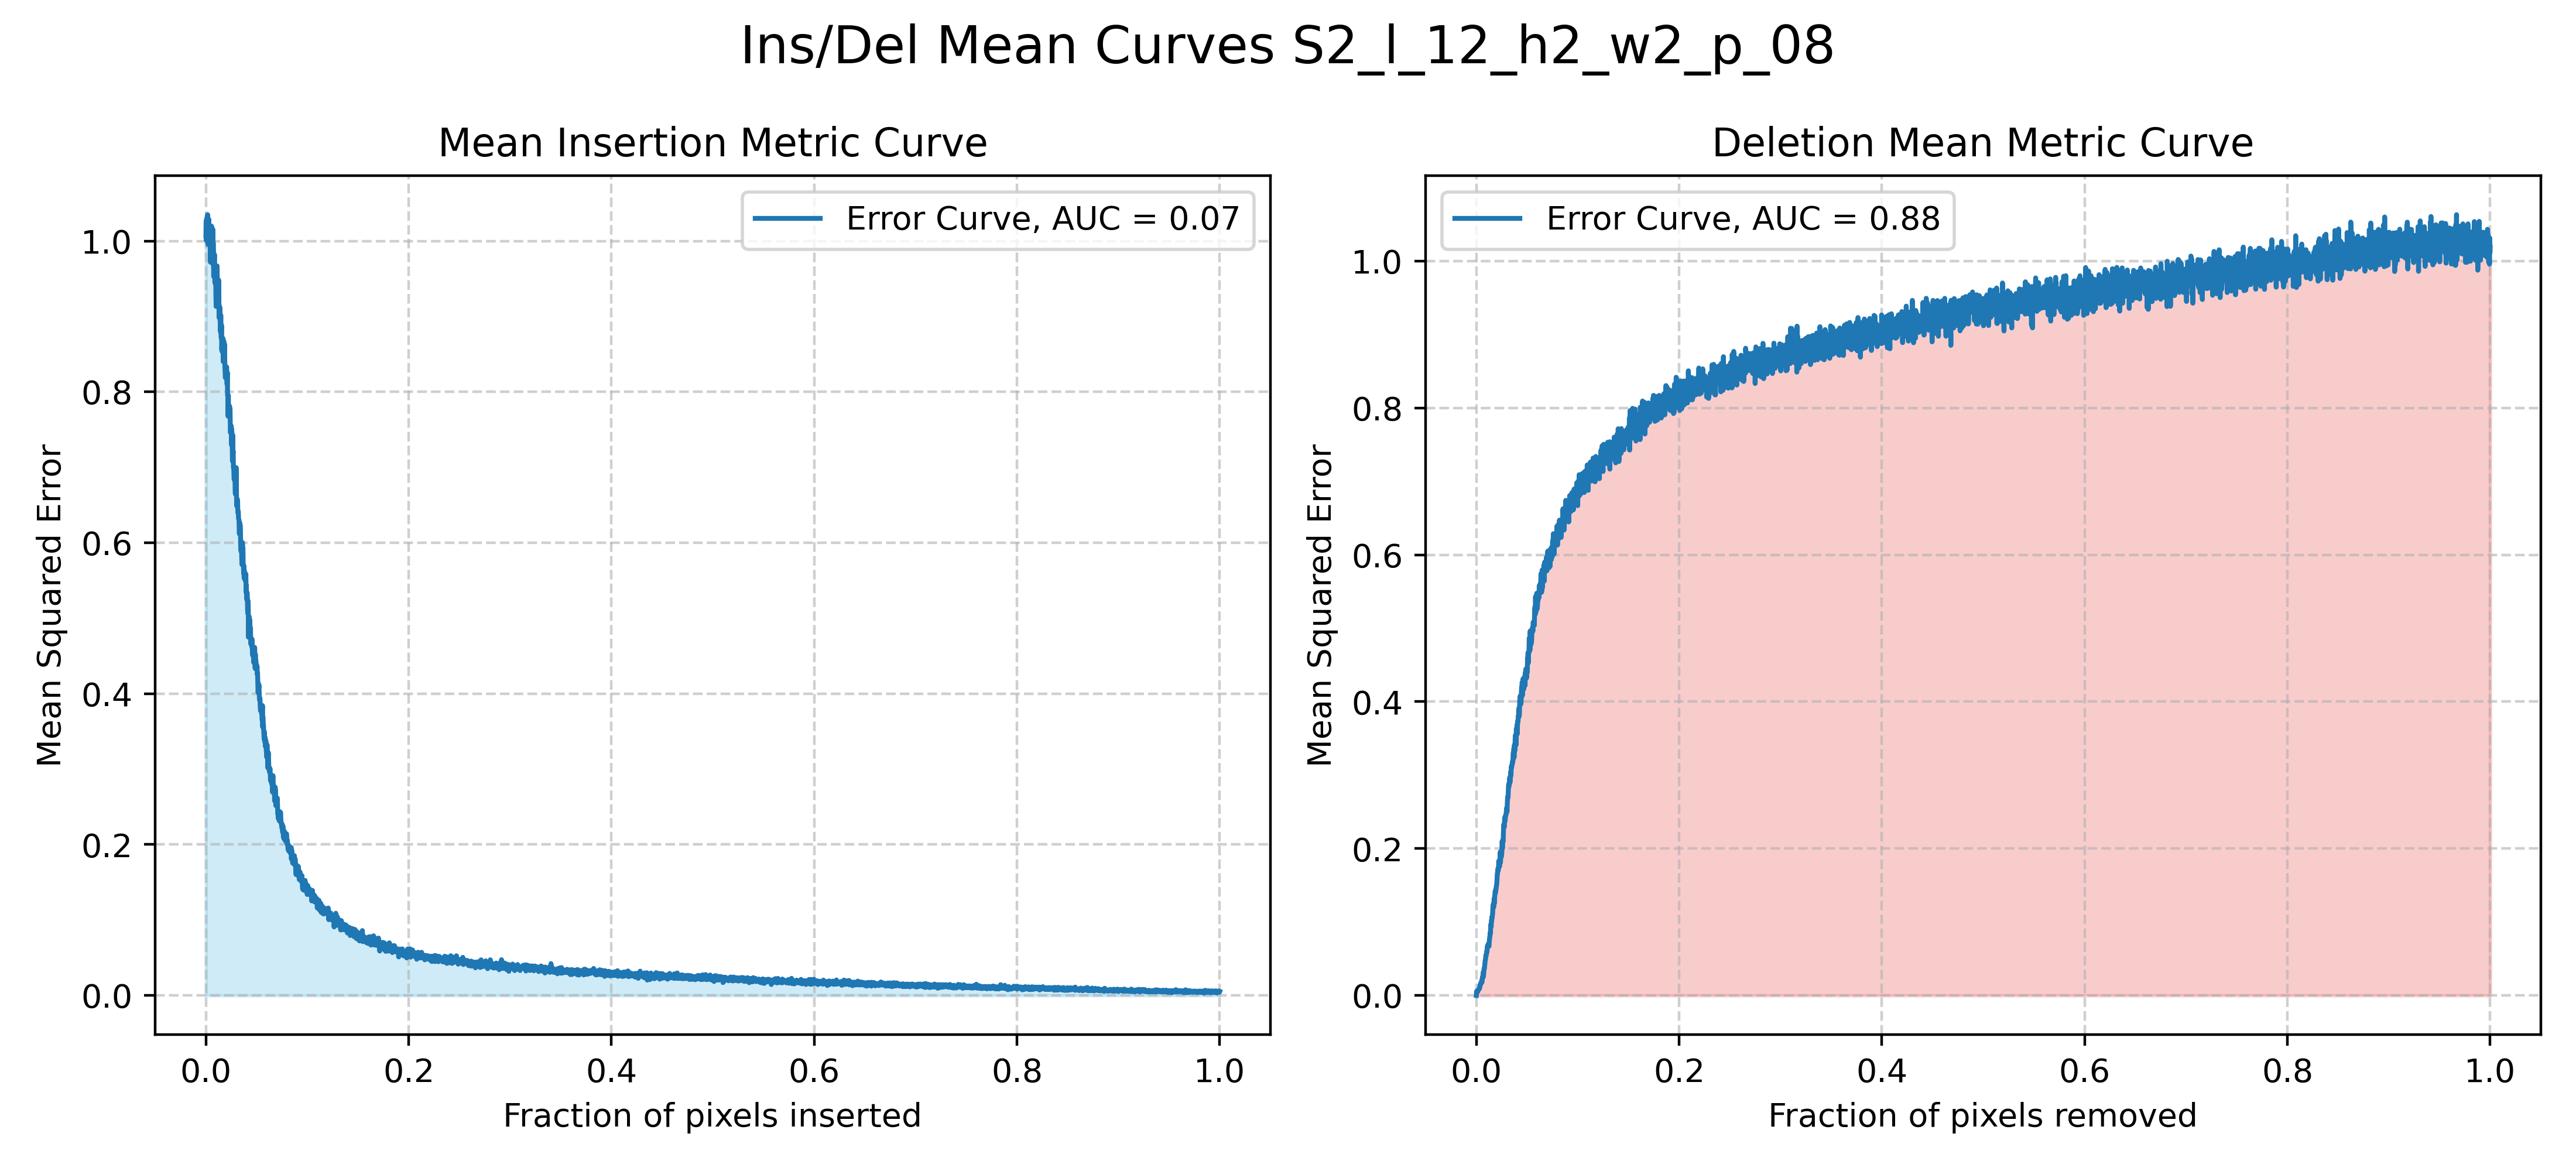 Ins/Del Mean Curves S2_l_12_h2_w2_p_08
Mean Insertion Metric Curve
Error Curve, AUC = 0.07
Mean Squared Error
1.0
0.8
0.6
0.4
0.2
0.0
0.0 0.2 0.4 0.6 0.8 1.0
Fraction of pixels inserted
Deletion Mean Metric Curve
Error Curve, AUC = 0.88
Mean Squared Error
1.0
0.8
0.6
0.4
0.2
0.0
0.0 0.2 0.4 0.6 0.8 1.0
Fraction of pixels removed